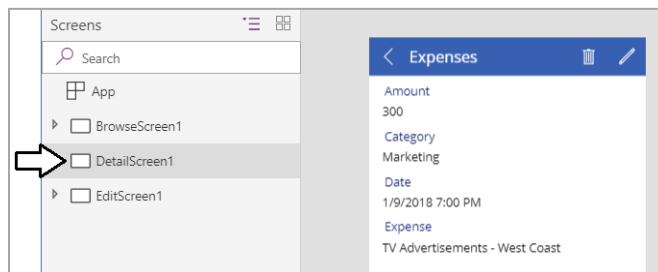 Screens
Search
App
BrowseScreen1
DetailScreen1
EditScreen1
Expenses
Amount
300
Category
Marketing
Date
1/9/2018 7:00 PM
Expense
TV Advertisements - West Coast